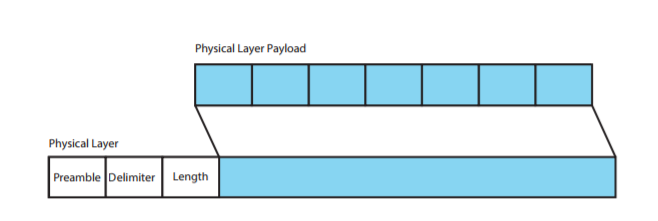 Physical Layer Payload
Physical Layer
Preamble Delimiter Length